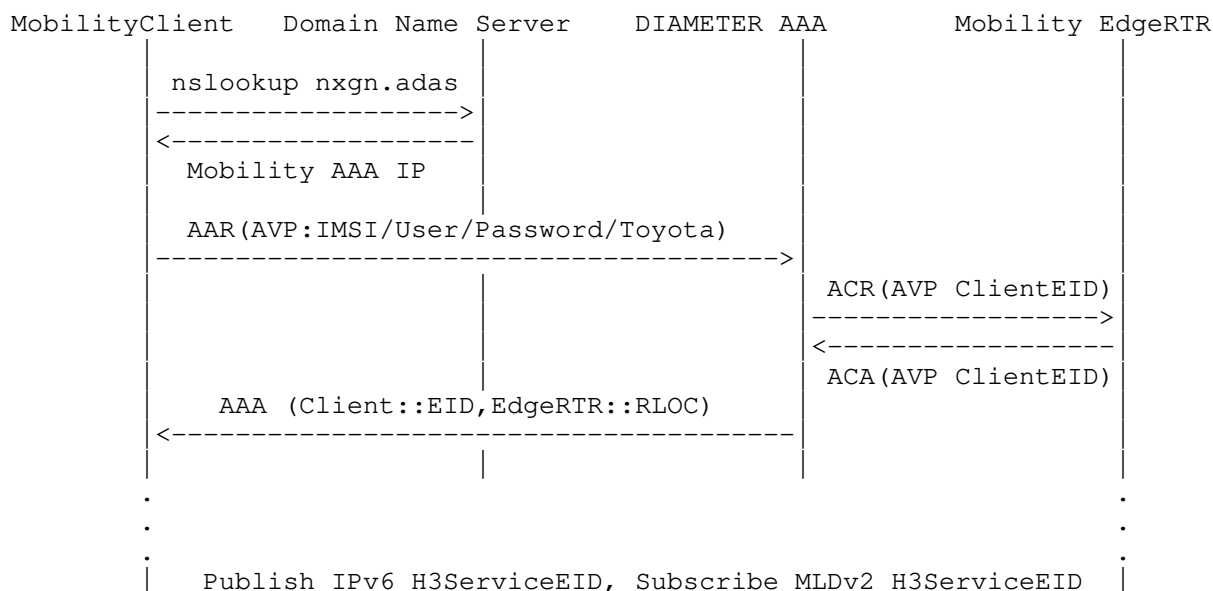 MobilityClient   Domain Name Server    DIAMETER AAA        Mobility EdgeRTR
nslookup nxgn.adas
------------------->
<-------------------
Mobility AAA IP
AAR(AVP:IMSI/User/Password/Toyota)
--------------------------------------->
ACR(AVP ClientEID)
------------------>
<------------------
ACA(AVP ClientEID)
AAA (Client::EID,EdgeRTR::RLOC)
<---------------------------------------
.                                                             .
.                                                             .
.                                                             .
Publish IPv6 H3ServiceEID, Subscribe MLDv2 H3ServiceEID